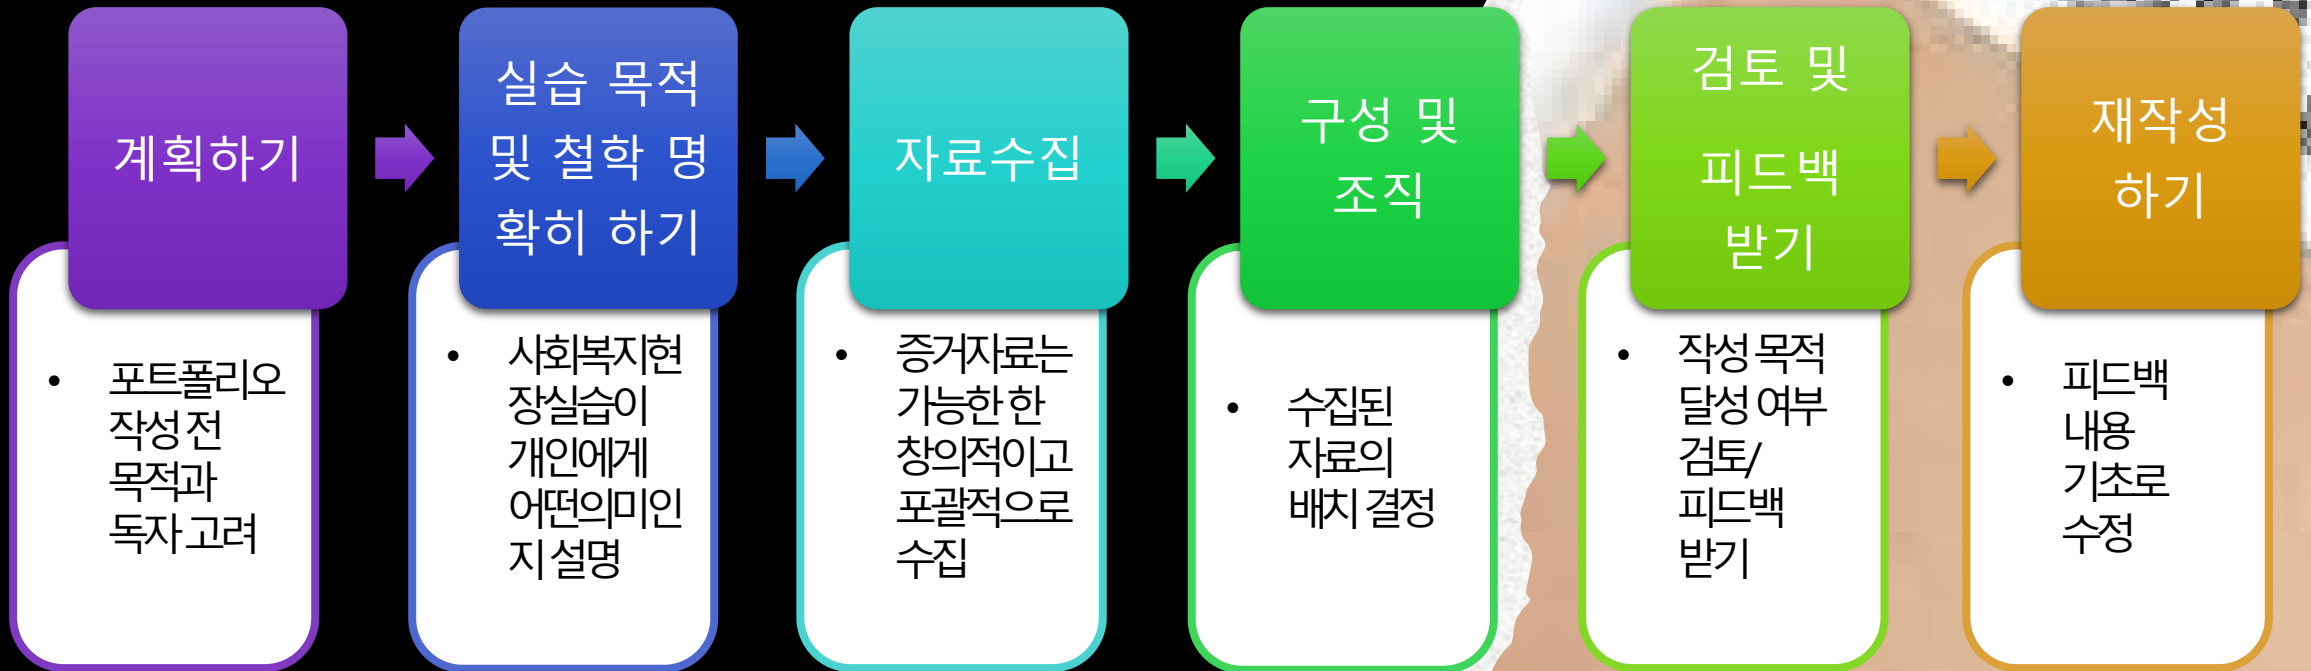 계획하기
• 포트폴리오
작성 전
목적과
독자 고려
실습 목적
및 철학 명
확히 하기
• 사회복지현
장실습이
개인에게
어떤의미인
지 설명
자료수집
• 증거자료는
가능한 한
창의적이고
포괄적으로
수집
구성 및
조직
• 수집된
자료의
배치 결정
검토 및
피드백
받기
• 작성 목적
달성 여부
검토/
피드백
받기
재작성
하기
• 피드백
내용
기초로
수정